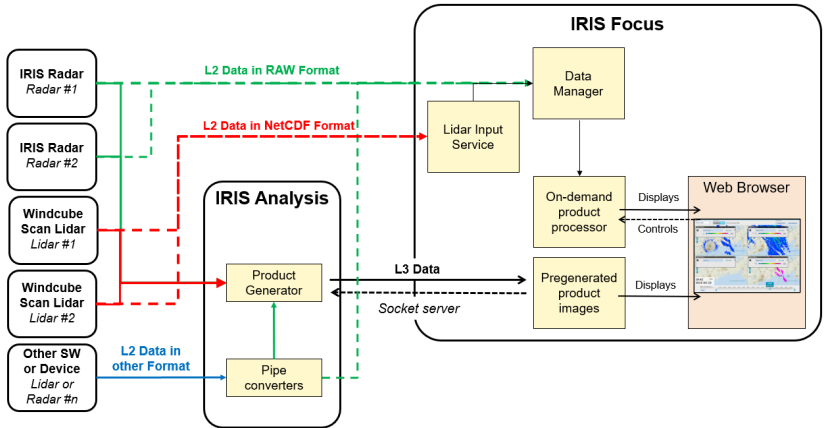 IRIS Focus
IRIS Radar
Radar #1
L2 Data in RAW Format
Data
Manager
IRIS Radar
Radar #2
L2 Data in NetCDF Format
Lidar Input
Service
Windcube
Scan Lidar
Lidar #1
IRIS Analysis
On-demand
product
processor
Displays
Controls
Web Browser
Windcube
Scan Lidar
Lidar #2
Product
Generator
L3 Data
Socket server
Pregenerated
product
images
Displays
Other SW
or Device
Lidar or
Radar #n
L2 Data in
other Format
Pipe
converters